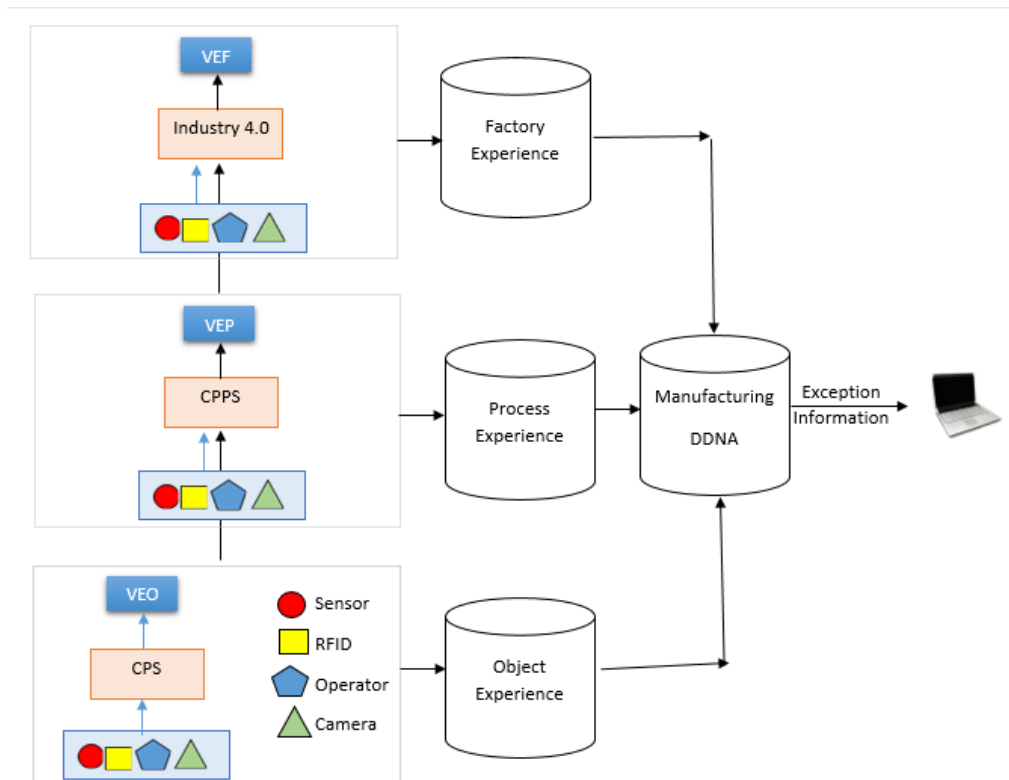 VEF
Industry 4.0
Factory
Experience
VEP
CPPS
Process
Experience
Manufacturing
DDNA
Exception
Information
VEO
CPS
Sensor
RFID
Operator
Camera
Object
Experience